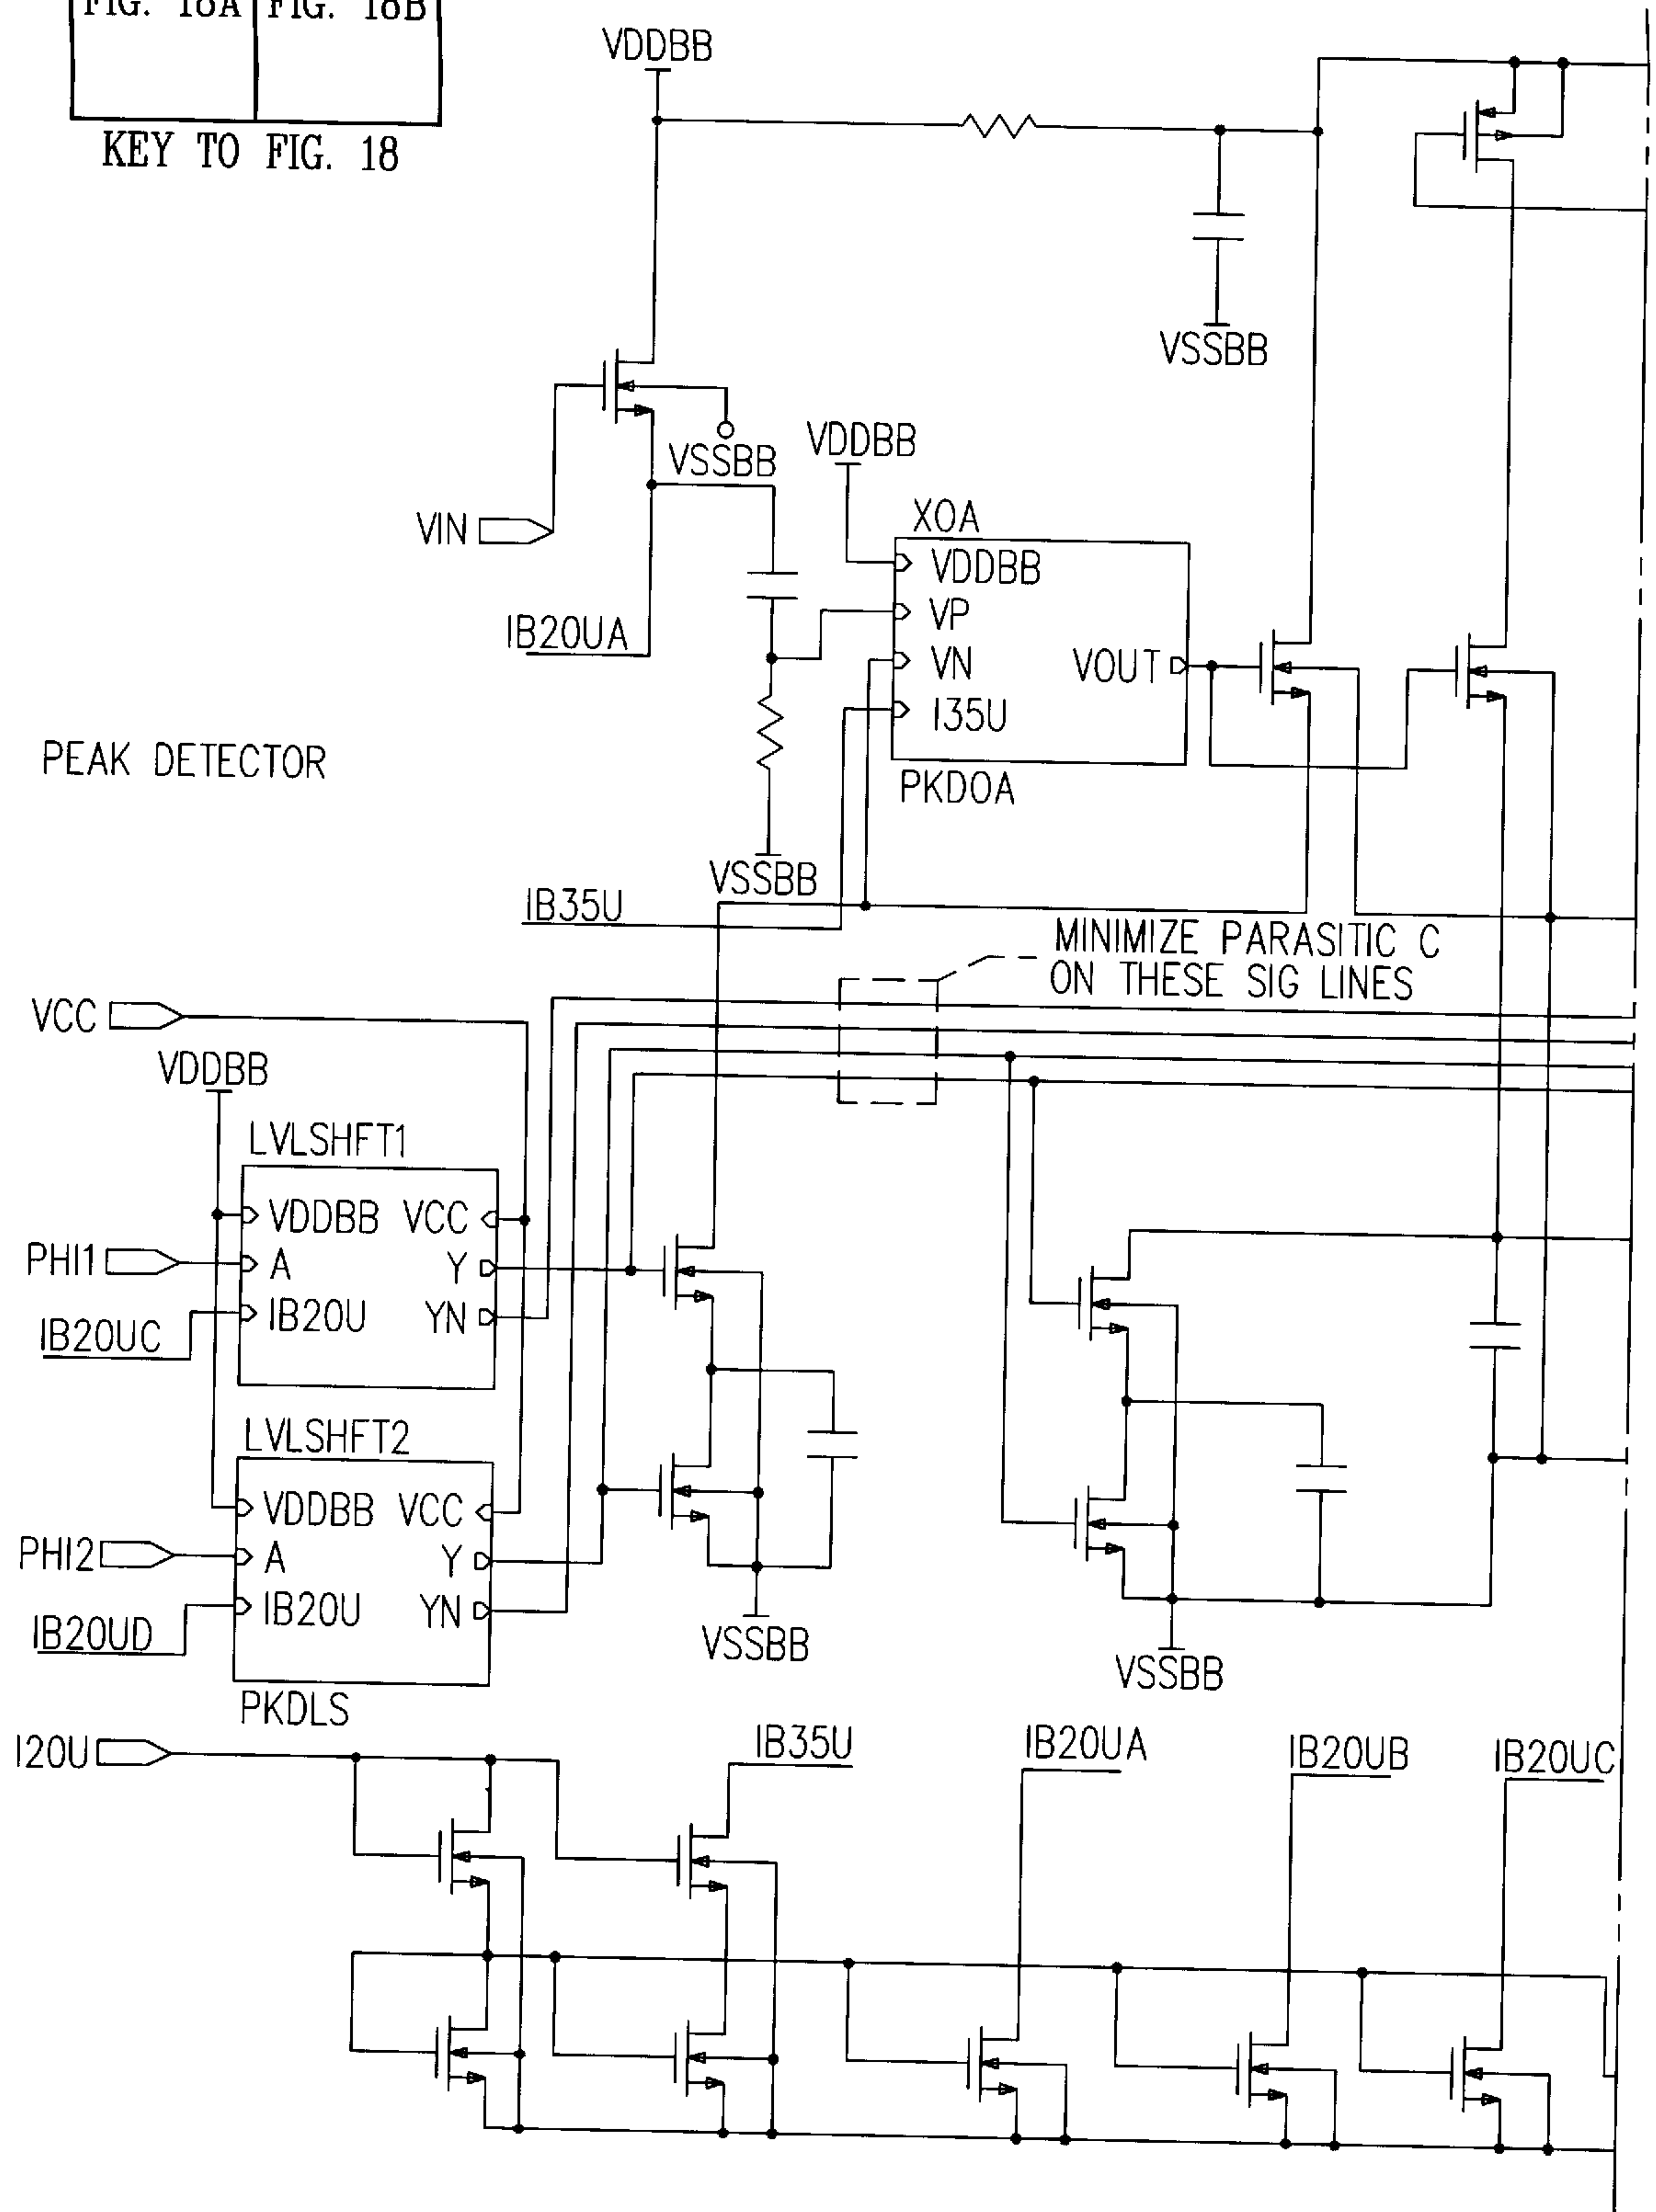 FIG. 18A FIG. 18B
KEY TO FIG. 18
VDDBB
VSSBB
VSSBB
VDDBB
VIN
X0A
VDDBB
VP
VN
I35U
VOUT
IB20UA
PKDOA
PEAK DETECTOR
VSSBB
IB35U
MINIMIZE PARASITIC C
ON THESE SIG LINES
VCC
VDDBB
LVLSHFT1
VDDBB VCC
PHI1
A Y
IB20U YN
IB20UC
LVLSHFT2
VDDBB VCC
PHI2
A Y
IB20U YN
IB20UD
VSSBB
VSSBB
PKDLS
I20U
IB35U
IB20UA
IB20UB
IB20UC